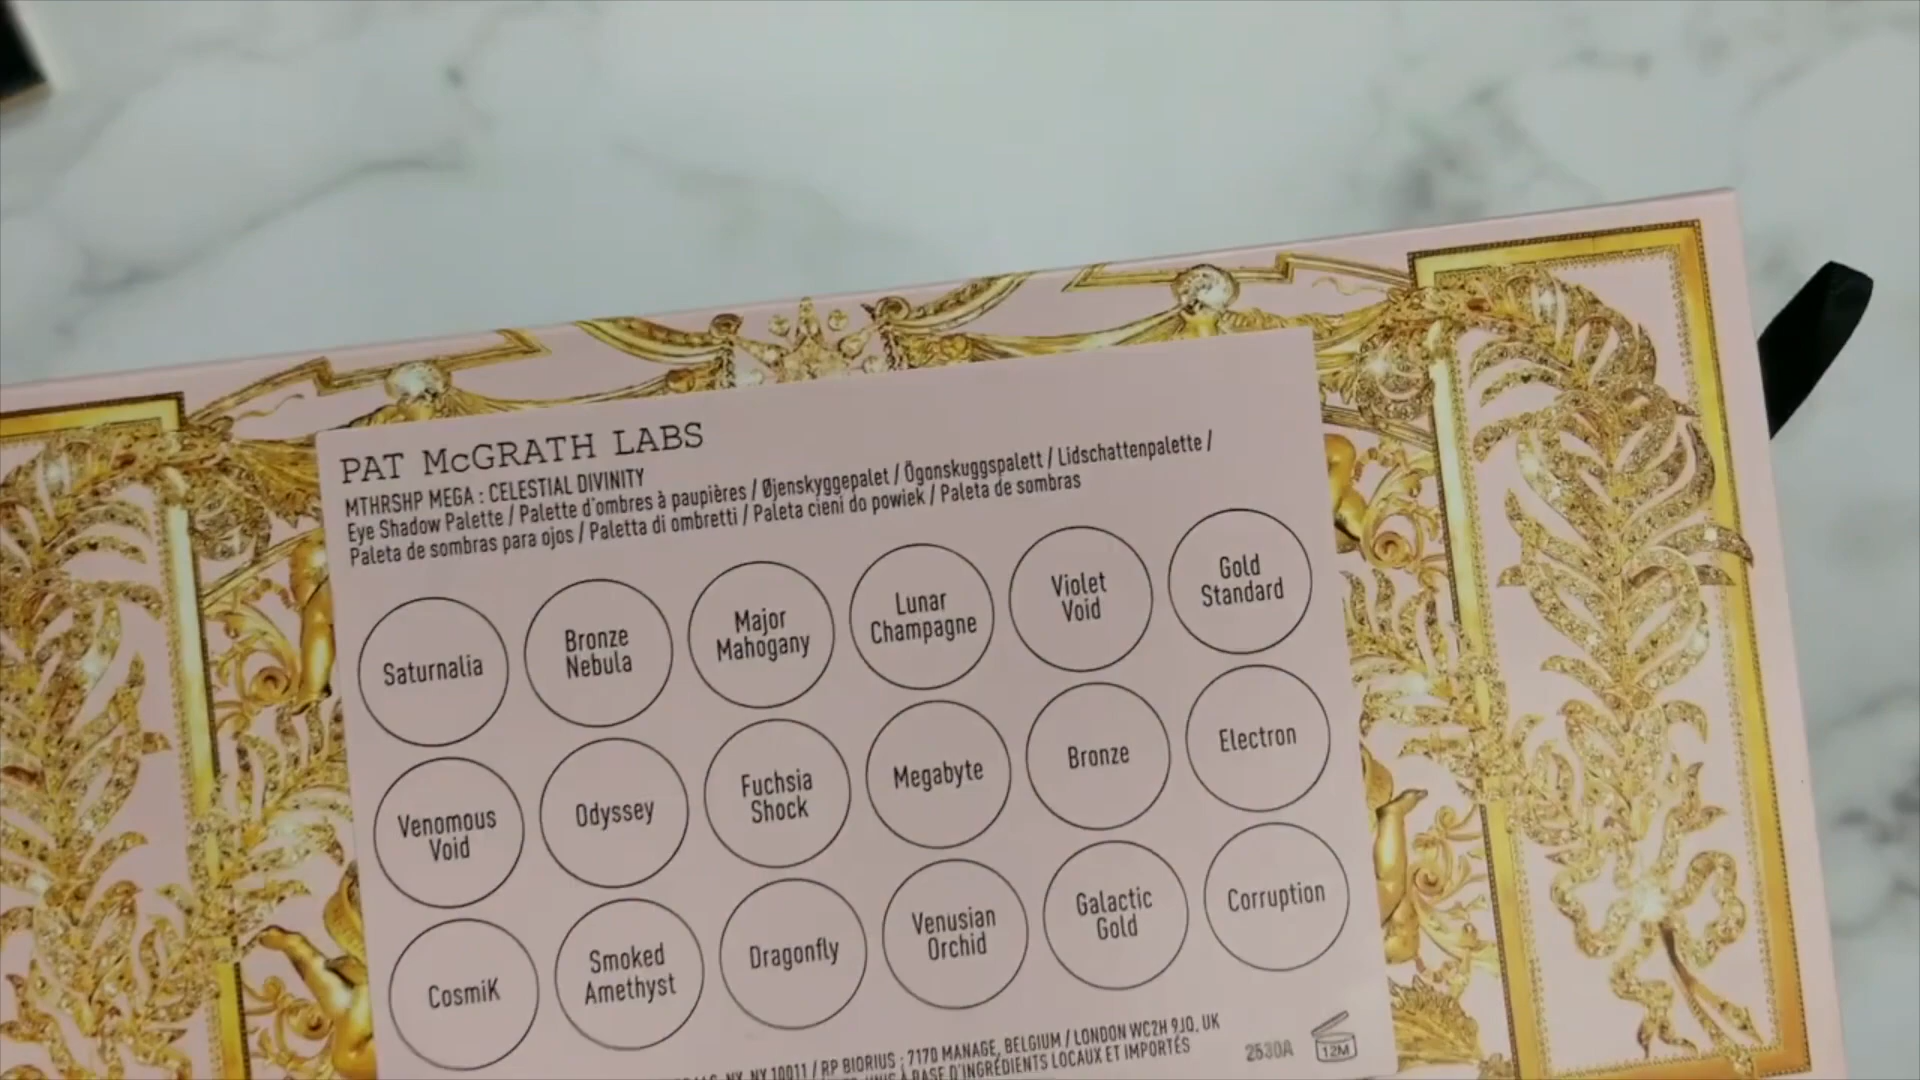 PAT McGRATH LABS
MTHRSHP MEGA : CELESTIAL DIVINITY
Eye Shadow Palette / Palette d'ombres à paupières / Øjenskyggepalet / Ögonskuggspalett / Lidschattenpalette /
Paleta de sombras para ojos / Paletta di ombretti / Paleta cieni do powiek / Paleta de sombras
Saturnalia
Bronze
Nebula
Major
Mahogany
Lunar
Champagne
Violet
Void
Gold
Standard
Venomous
Void
Odyssey
Fuchsia
Shock
Megabyte
Bronze
Electron
CosmiK
Smoked
Amethyst
Dragonfly
Venusian
Orchid
Galactic
Gold
Corruption
NY, NY 10011 / RP BIORIUS : 7170 MANAGE, BELGIUM / LONDON WC2H 9JQ, UK
À BASE D'INGRÉDIENTS LOCAUX ET IMPORTÉS
2530A
12M